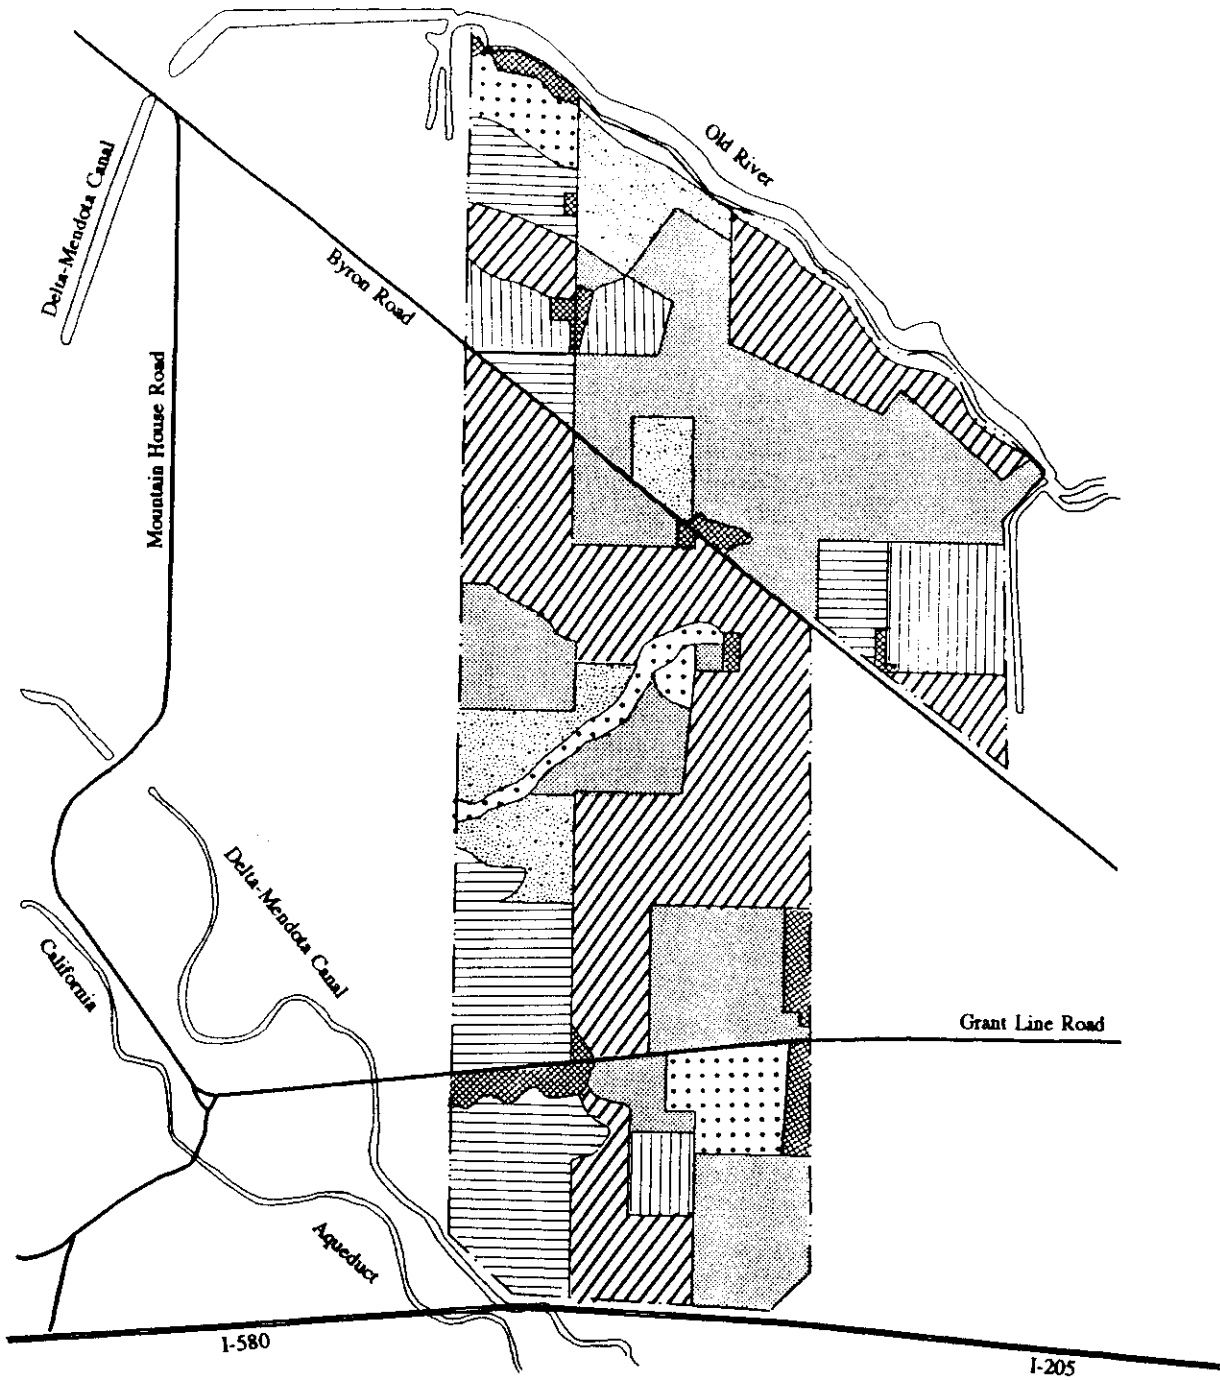 Old River
Delta-Mendota Canal
Byron Road
Mountain House Road
Delta-Mendota Canal
California
Aqueduct
Grant Line Road
I-580
I-205